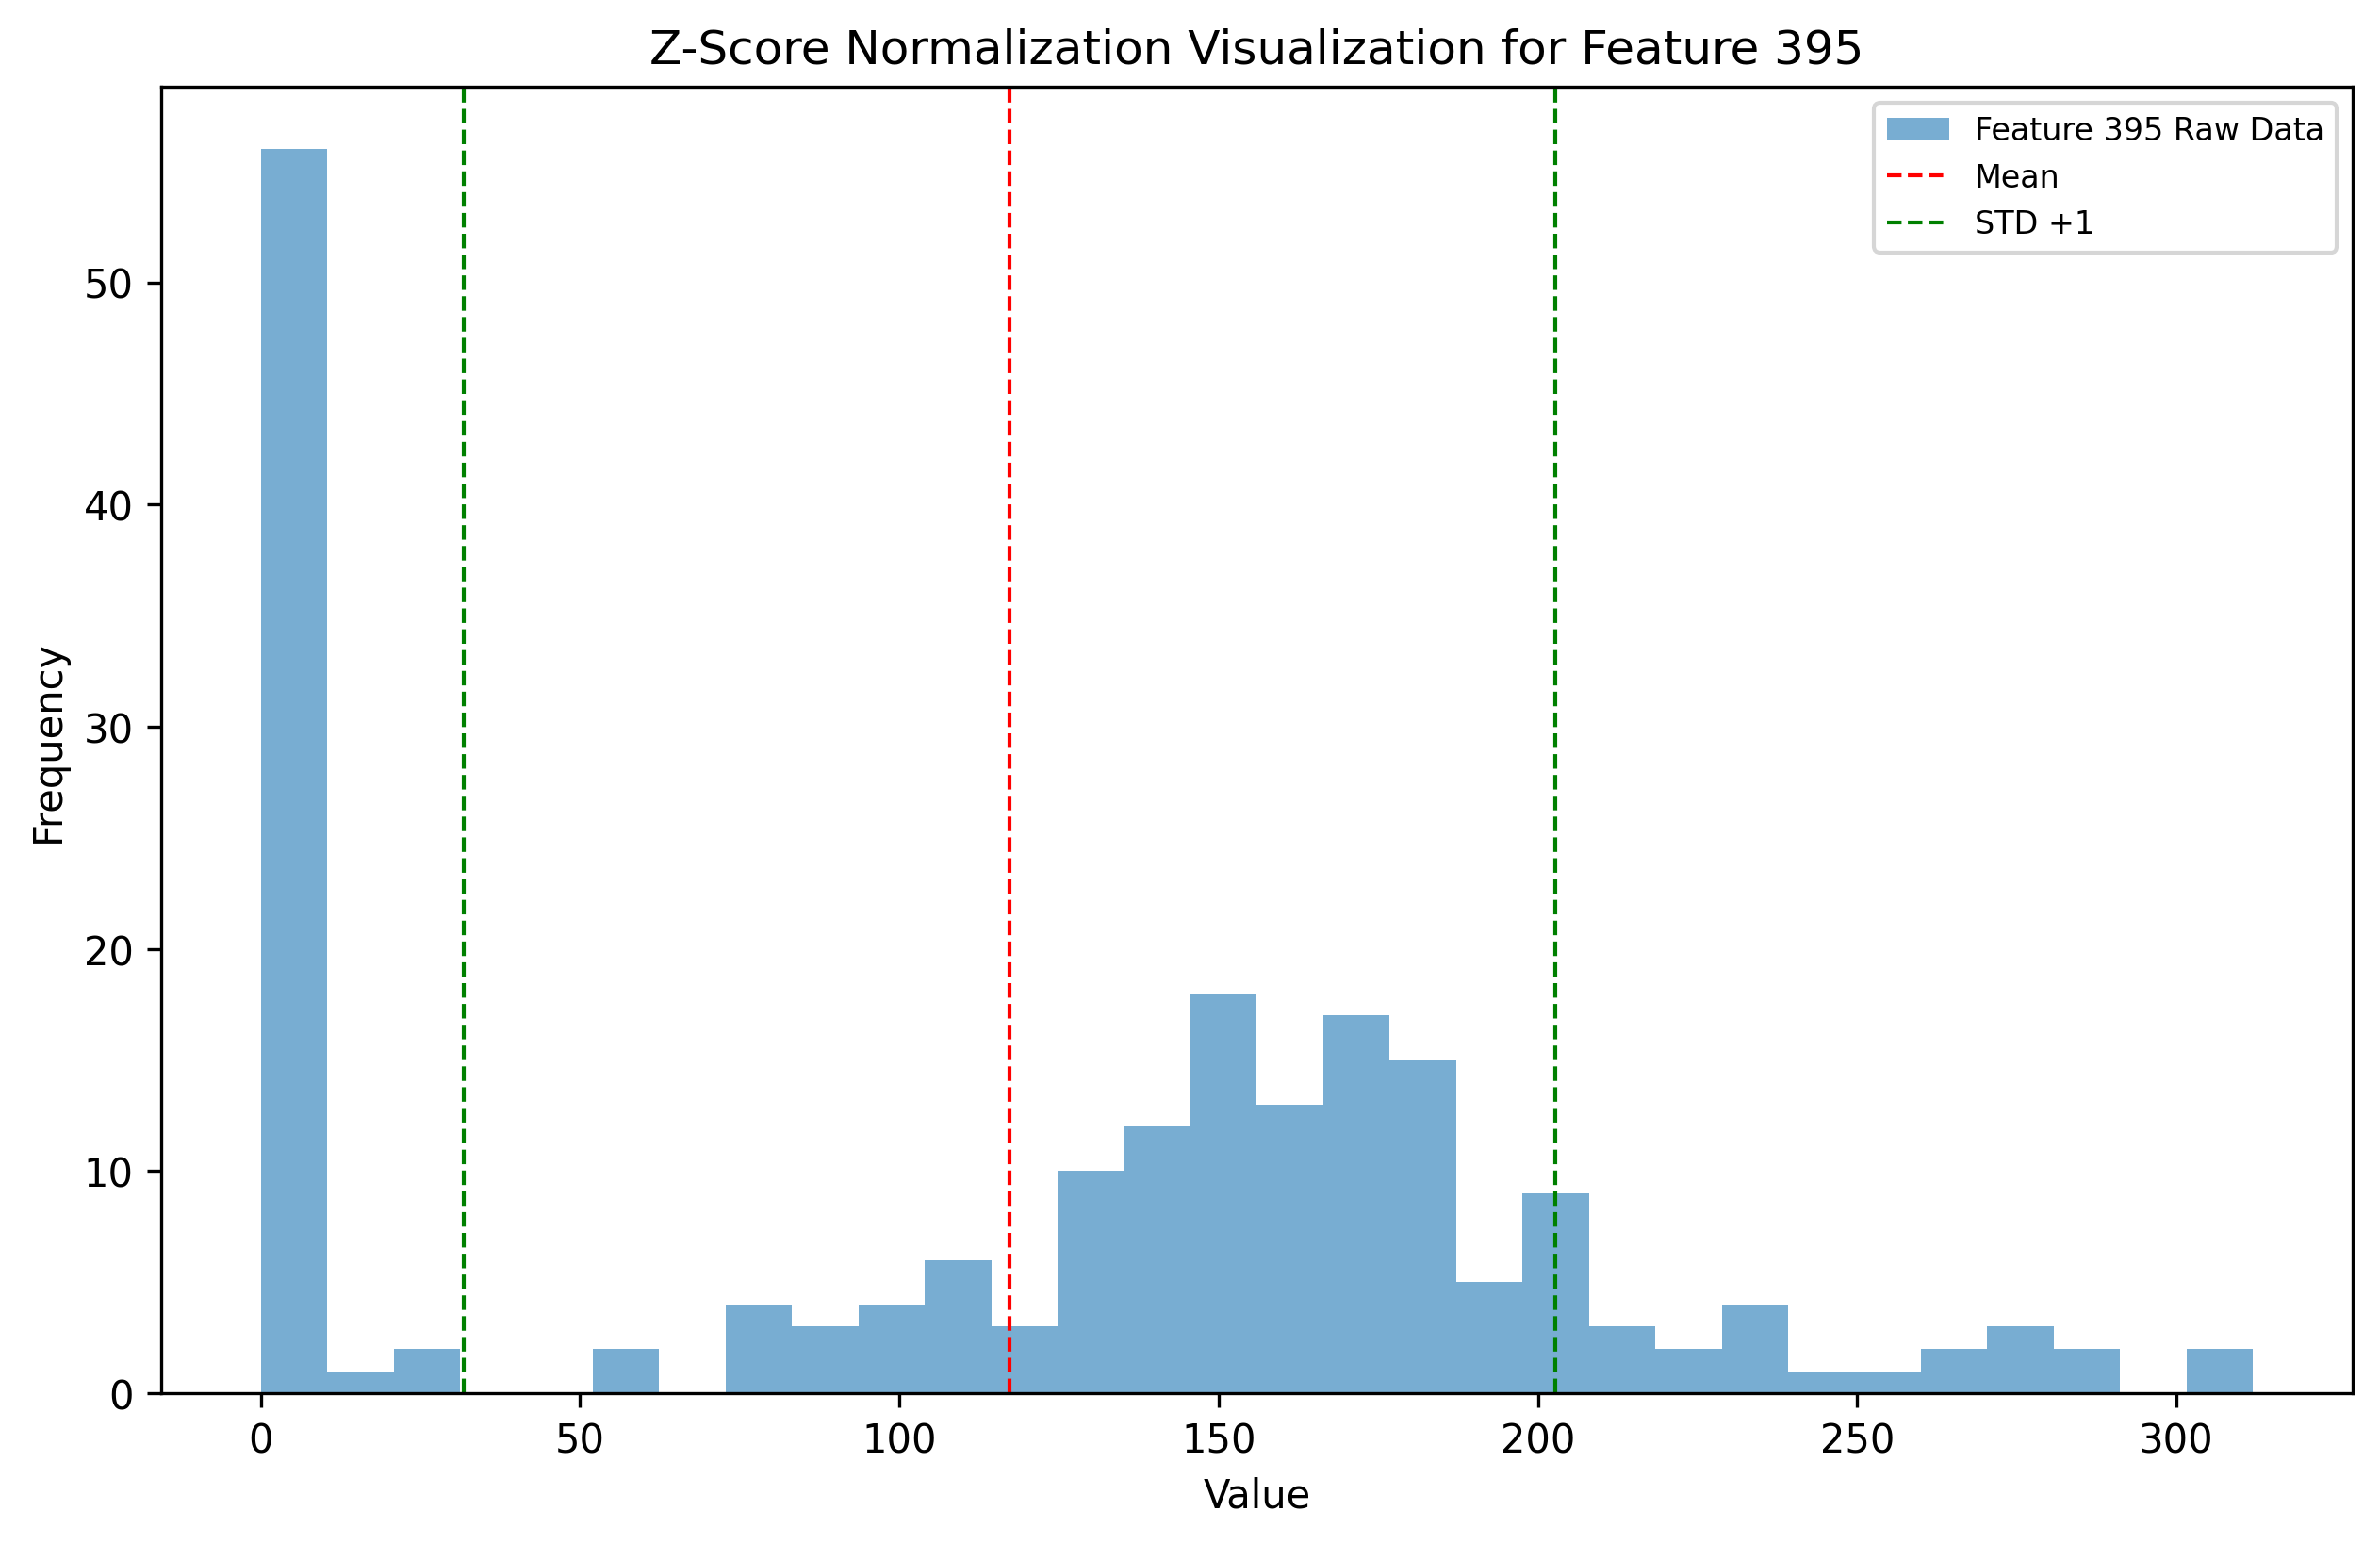 Z-Score Normalization Visualization for Feature 395
Feature 395 Raw Data
Mean
STD +1
50
40
30
20
10
0
Frequency
0 50 100 150 200 250 300
Value